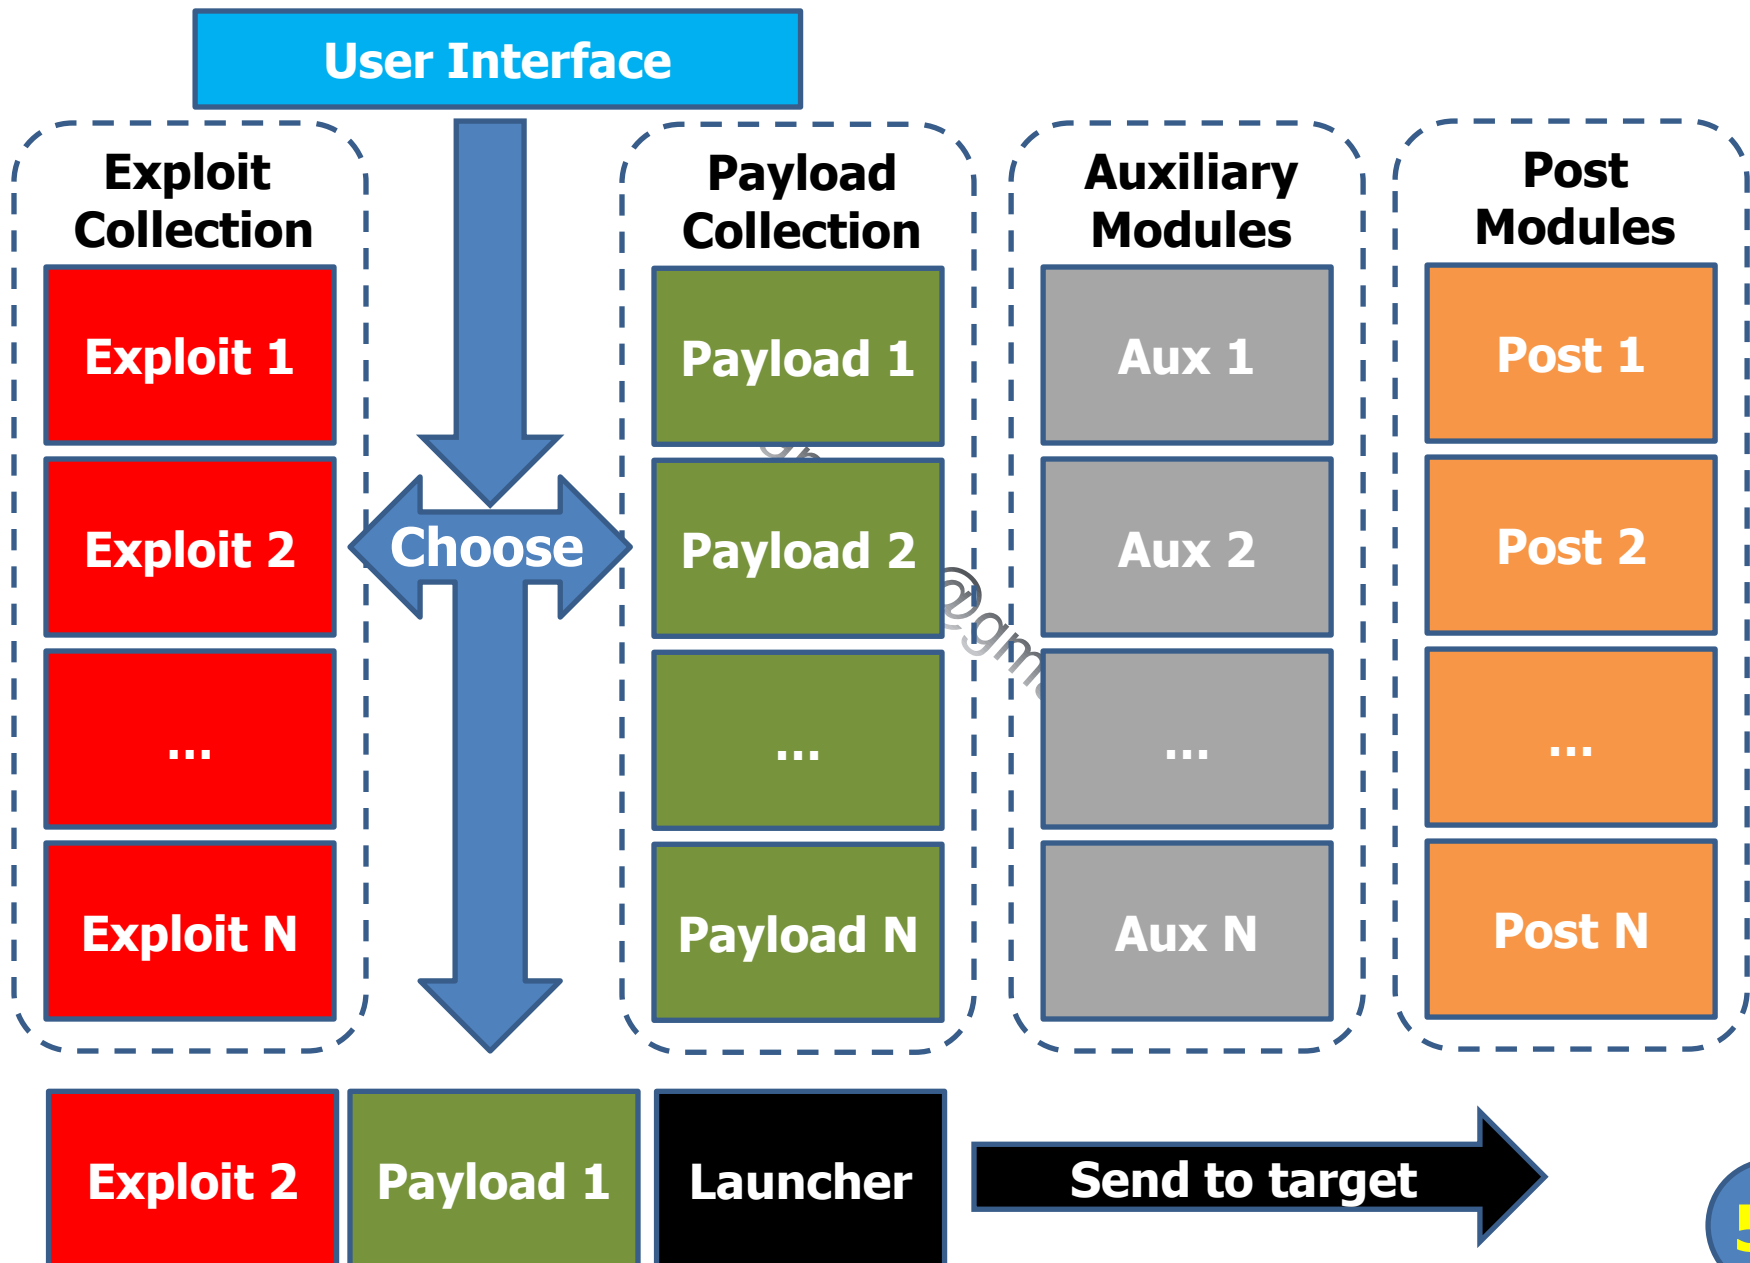 User Interface
Exploit
Collection
Exploit 1
Exploit 2
...
Exploit N
Choose
Payload
Collection
Payload 1
Payload 2
...
Payload N
Auxiliary
Modules
Aux 1
Aux 2
...
Aux N
Post
Modules
Post 1
Post 2
...
Post N
Exploit 2
Payload 1
Launcher
Send to target
5